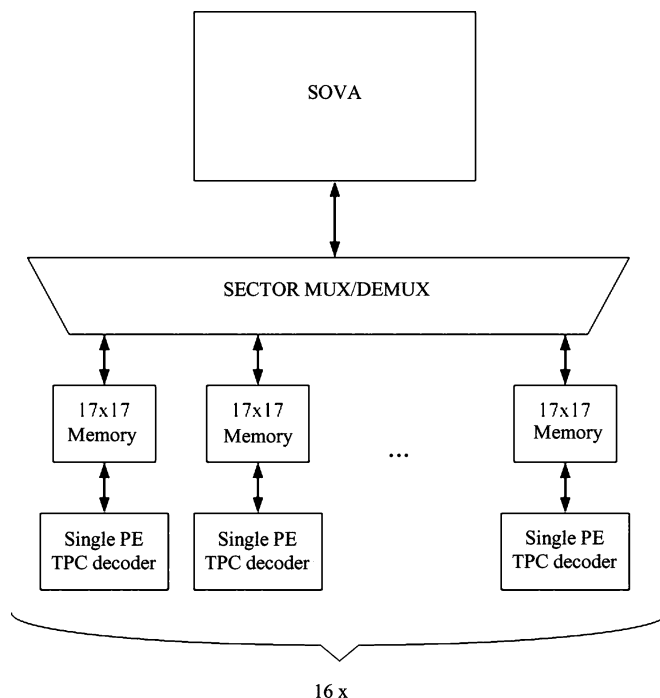 SOVA
SECTOR MUX/DEMUX
17x17
Memory
17x17
Memory
...
17x17
Memory
Single PE
TPC decoder
Single PE
TPC decoder
Single PE
TPC decoder
16 x